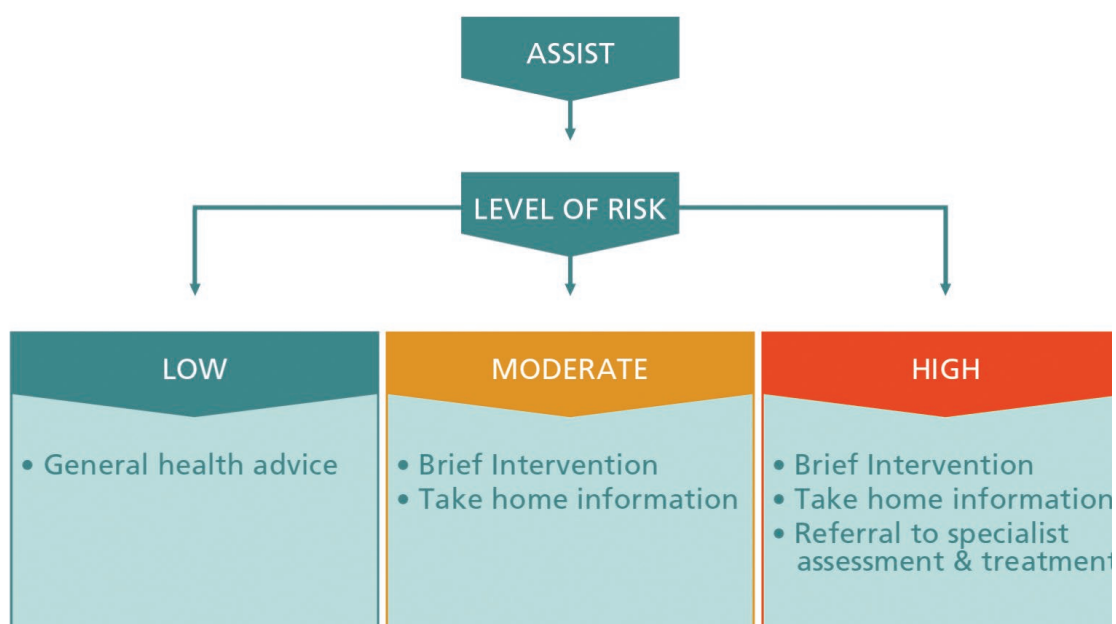 ASSIST
LEVEL OF RISK
LOW
• General health advice
MODERATE
• Brief Intervention
• Take home information
HIGH
• Brief Intervention
• Take home information
• Referral to specialist
assessment & treatment